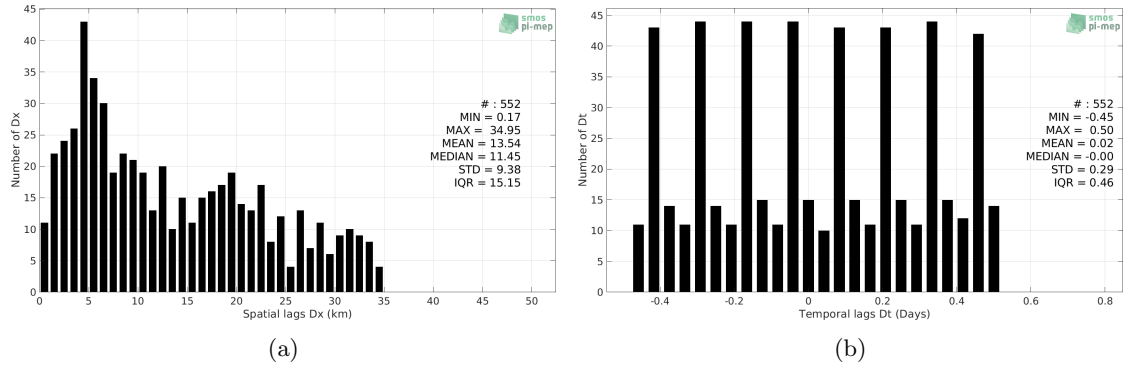 smos
pi-mep
Number of Dx
45
40
35
30
25
20
15
10
5
0
# : 552
MIN = 0.17
MAX = 34.95
MEAN = 13.54
MEDIAN = 11.45
STD = 9.38
IQR = 15.15
0 5 10 15 20 25 30 35 40 45 50
Spatial lags Dx (km)
(a)
smos
pi-mep
Number of Dt
45
40
35
30
25
20
15
10
5
0
# : 552
MIN = -0.45
MAX = 0.50
MEAN = 0.02
MEDIAN = -0.00
STD = 0.29
IQR = 0.46
-0.4 -0.2 0 0.2 0.4 0.6 0.8
Temporal lags Dt (Days)
(b)